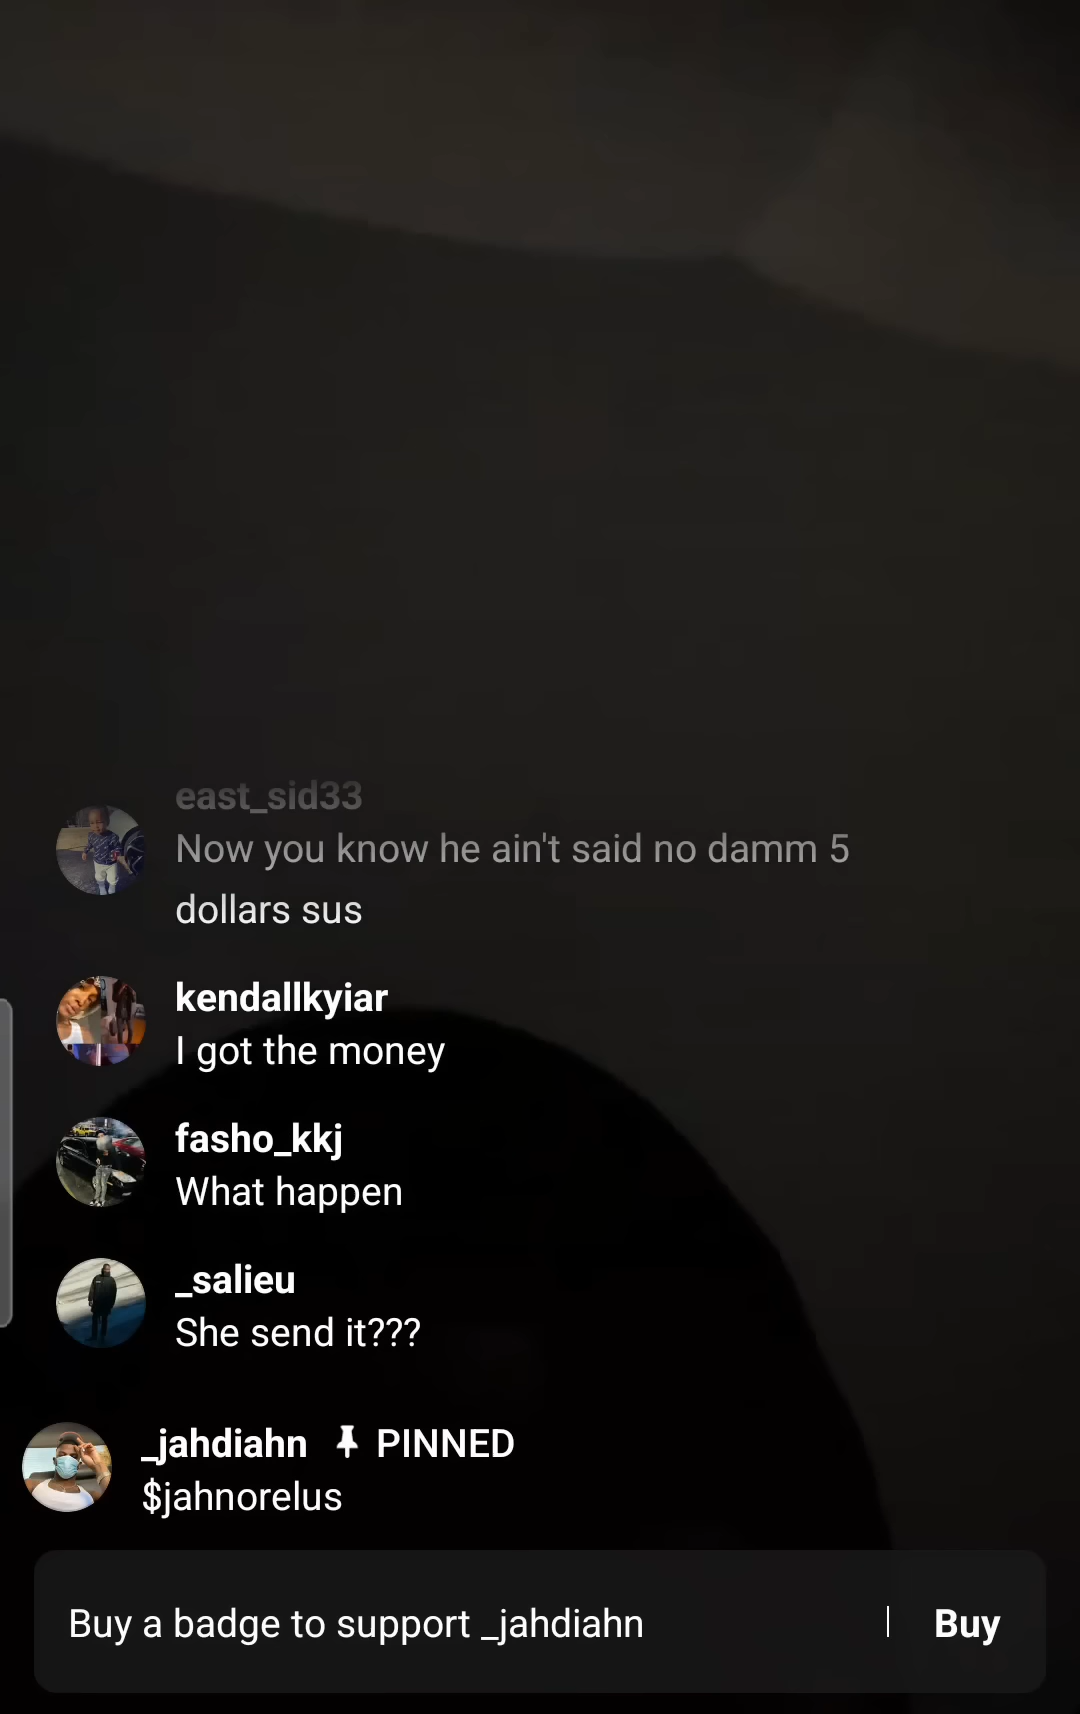 east_sid33
Now you know he ain't said no damm 5
dollars sus
kendallkyiar
I got the money
fasho_kkj
What happen
_salieu
She send it???
_jahdiahn PINNED
$jahnorelus
Buy a badge to support _jahdiahn | Buy